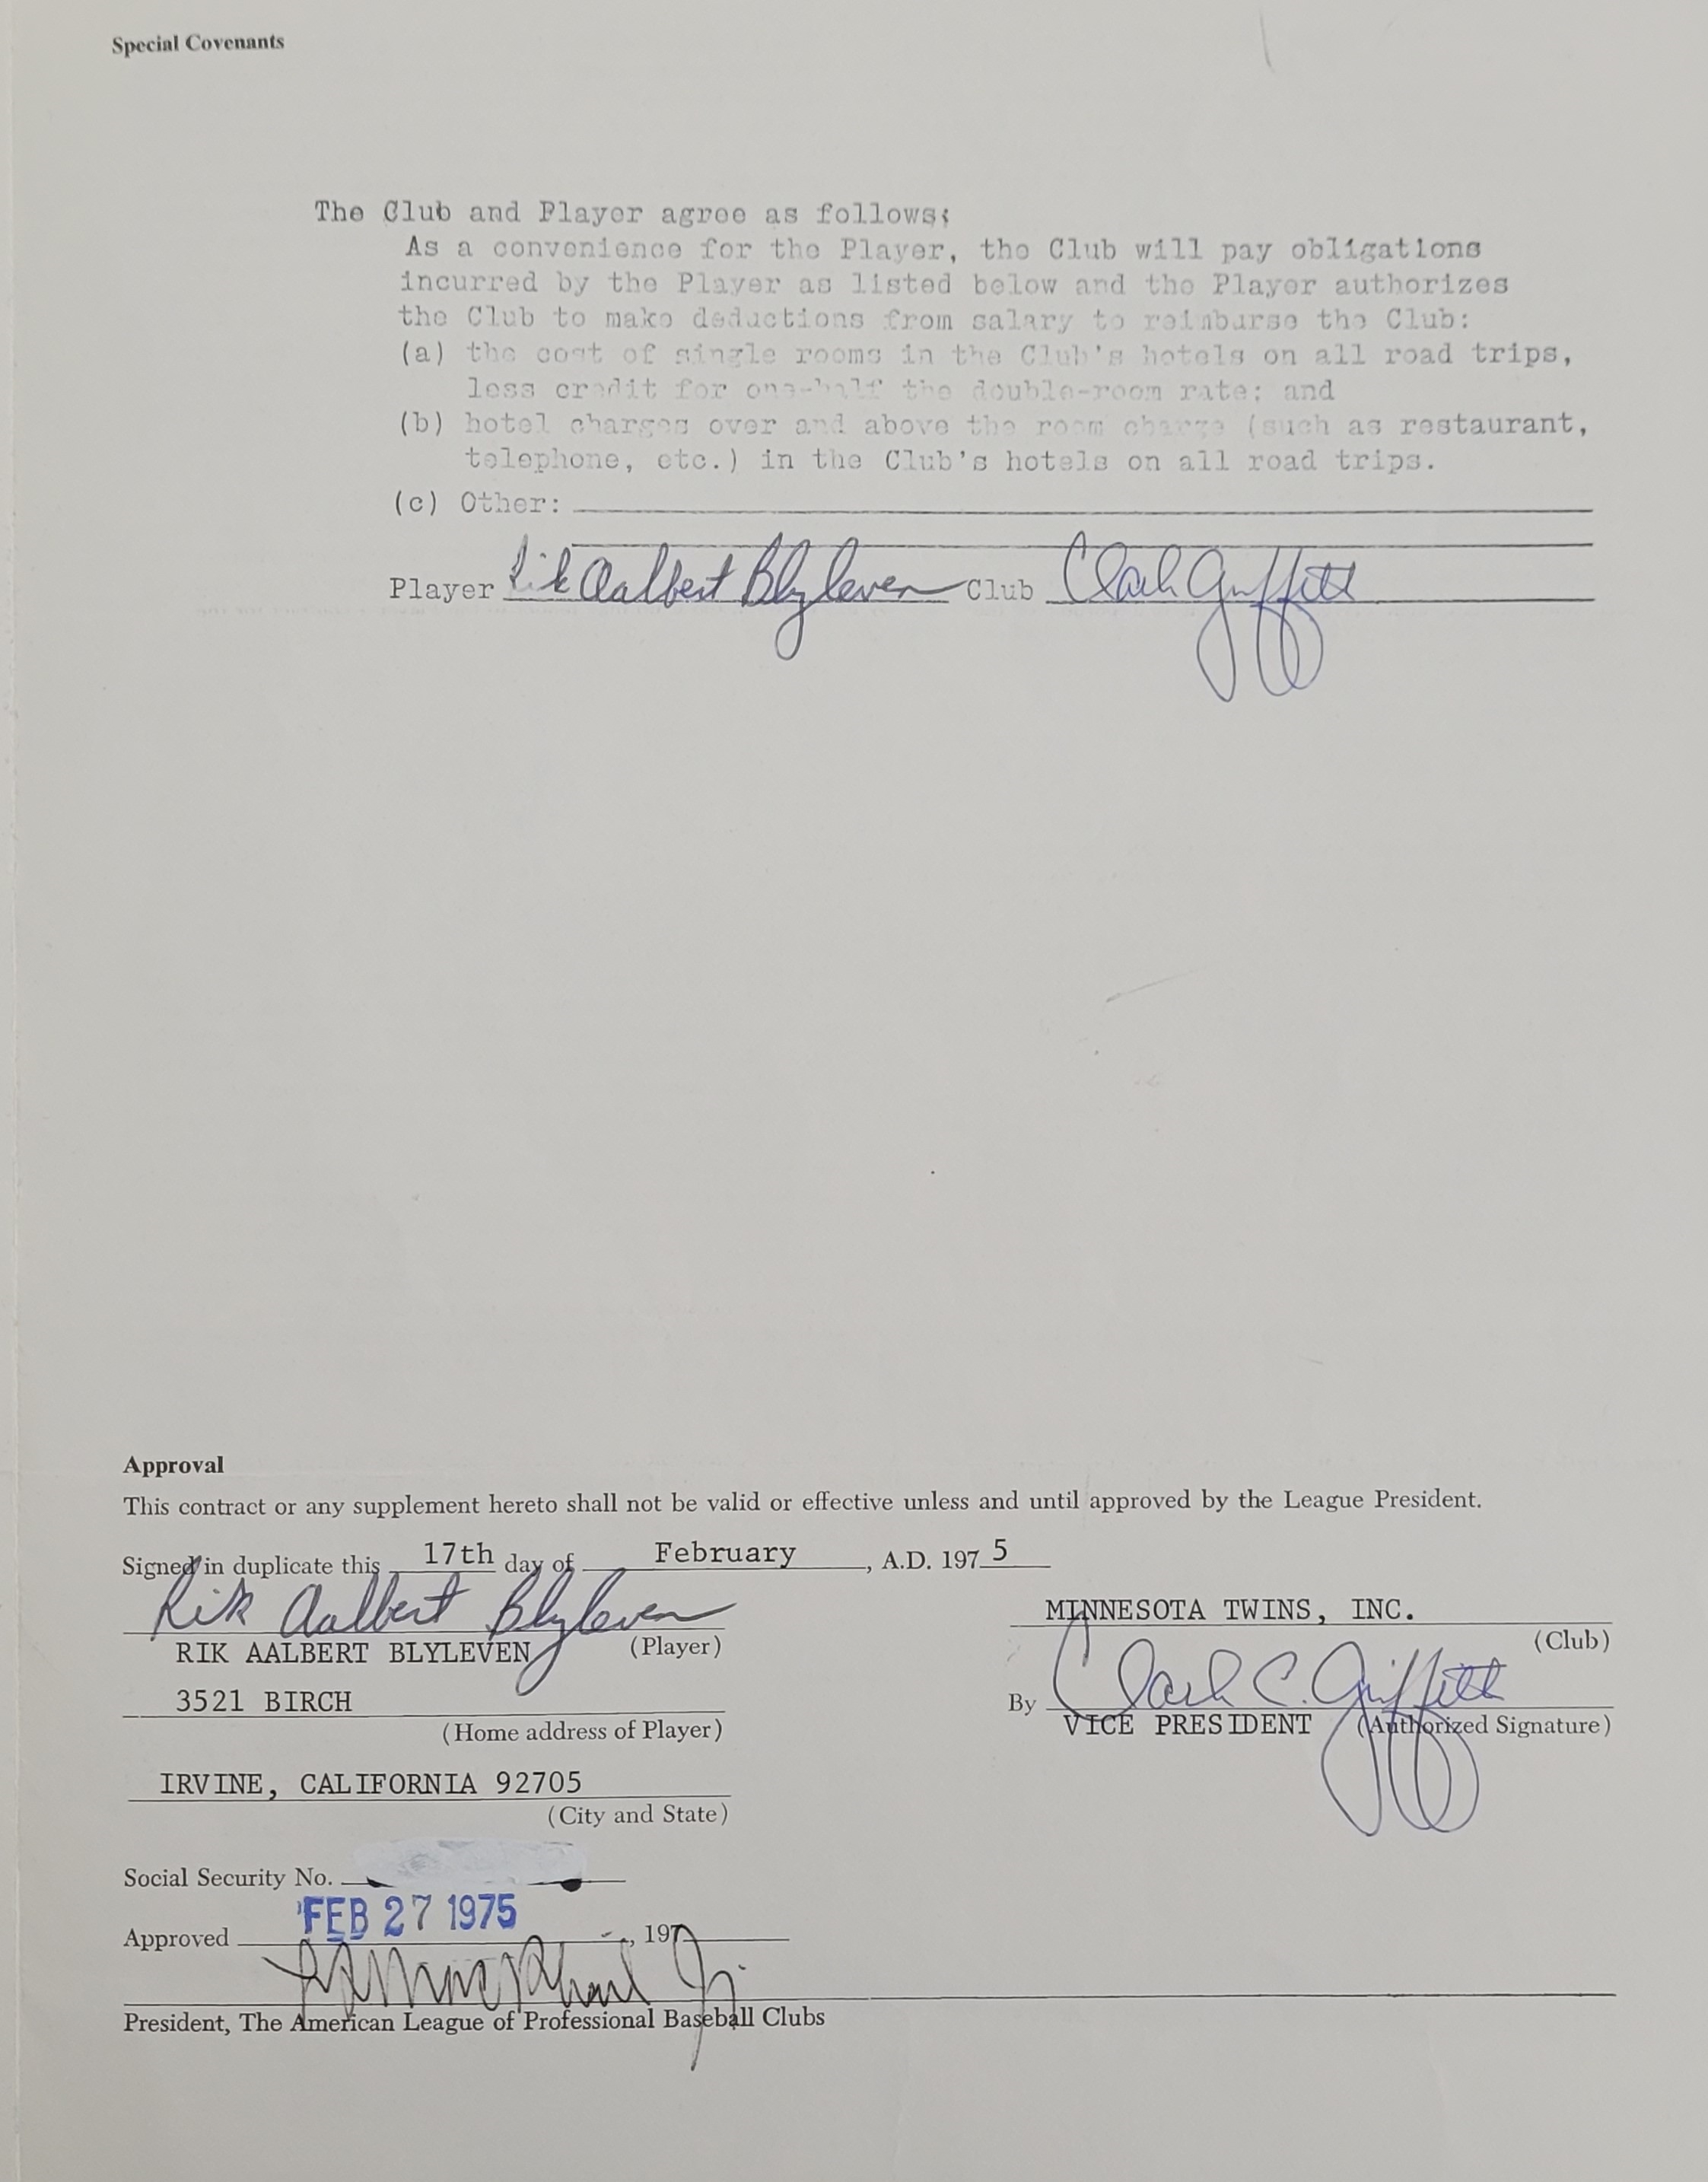 Special Covenants
The Club and Player agree as follows:
As a convenience for the Player, the Club will pay obligations
incurred by the Player as listed below and the Player authorizes
the Club to make deductions from salary to reimburse the Club:
(a) the cost of single rooms in the Club's hotels on all road trips,
less credit for one-half the double-room rate; and
(b) hotel charges over and above the room charge (such as restaurant,
telephone, etc.) in the Club's hotels on all road trips.
(c) Other:
Player Rik Aalbert Blyleven Club Clark Griffith
Approval
This contract or any supplement hereto shall not be valid or effective unless and until approved by the League President.
Signed in duplicate this 17th day of February, A.D. 197 5
Rik Aalbert Blyleven
RIK AALBERT BLYLEVEN (Player)
3521 BIRCH
(Home address of Player)
IRVINE, CALIFORNIA 92705
(City and State)
MINNESOTA TWINS, INC.
(Club)
By Clark C. Griffith
VICE PRESIDENT (Authorized Signature)
Social Security No.
FEB 27 1975
Approved , 197
President, The American League of Professional Baseball Clubs